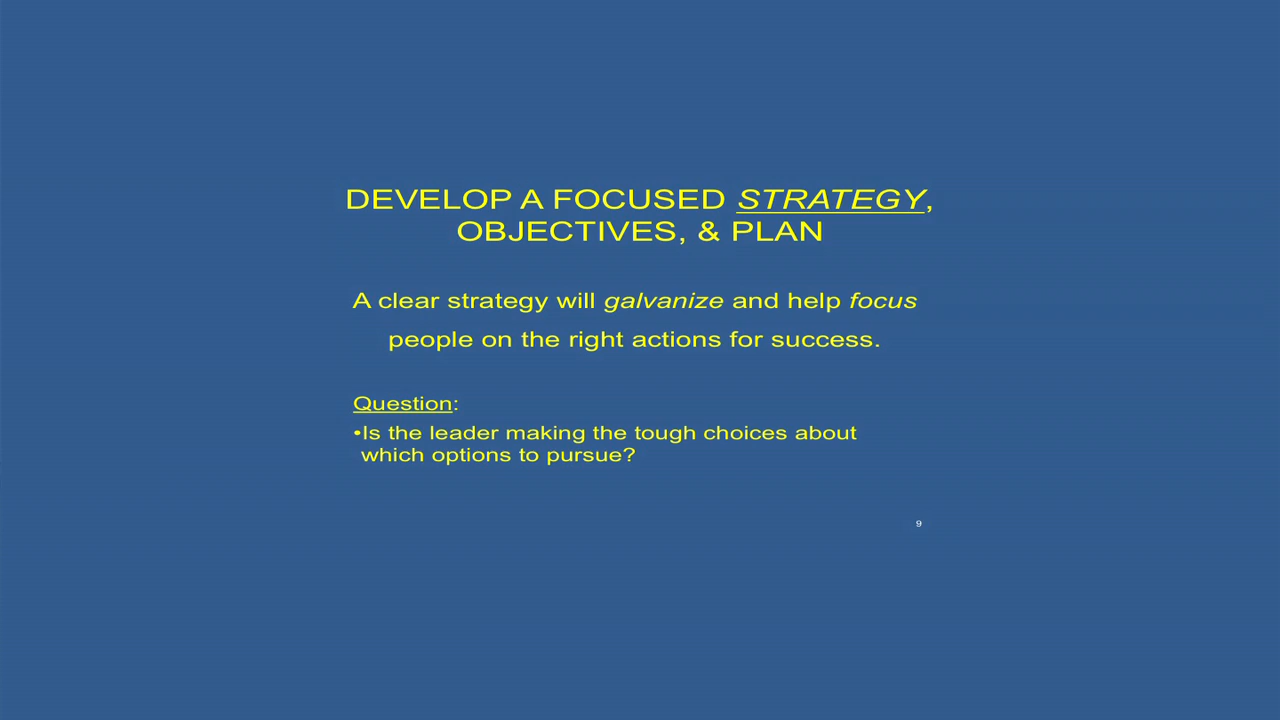 DEVELOP A FOCUSED STRATEGY,
OBJECTIVES, & PLAN
A clear strategy will galvanize and help focus
people on the right actions for success.
Question:
•Is the leader making the tough choices about
which options to pursue?
9